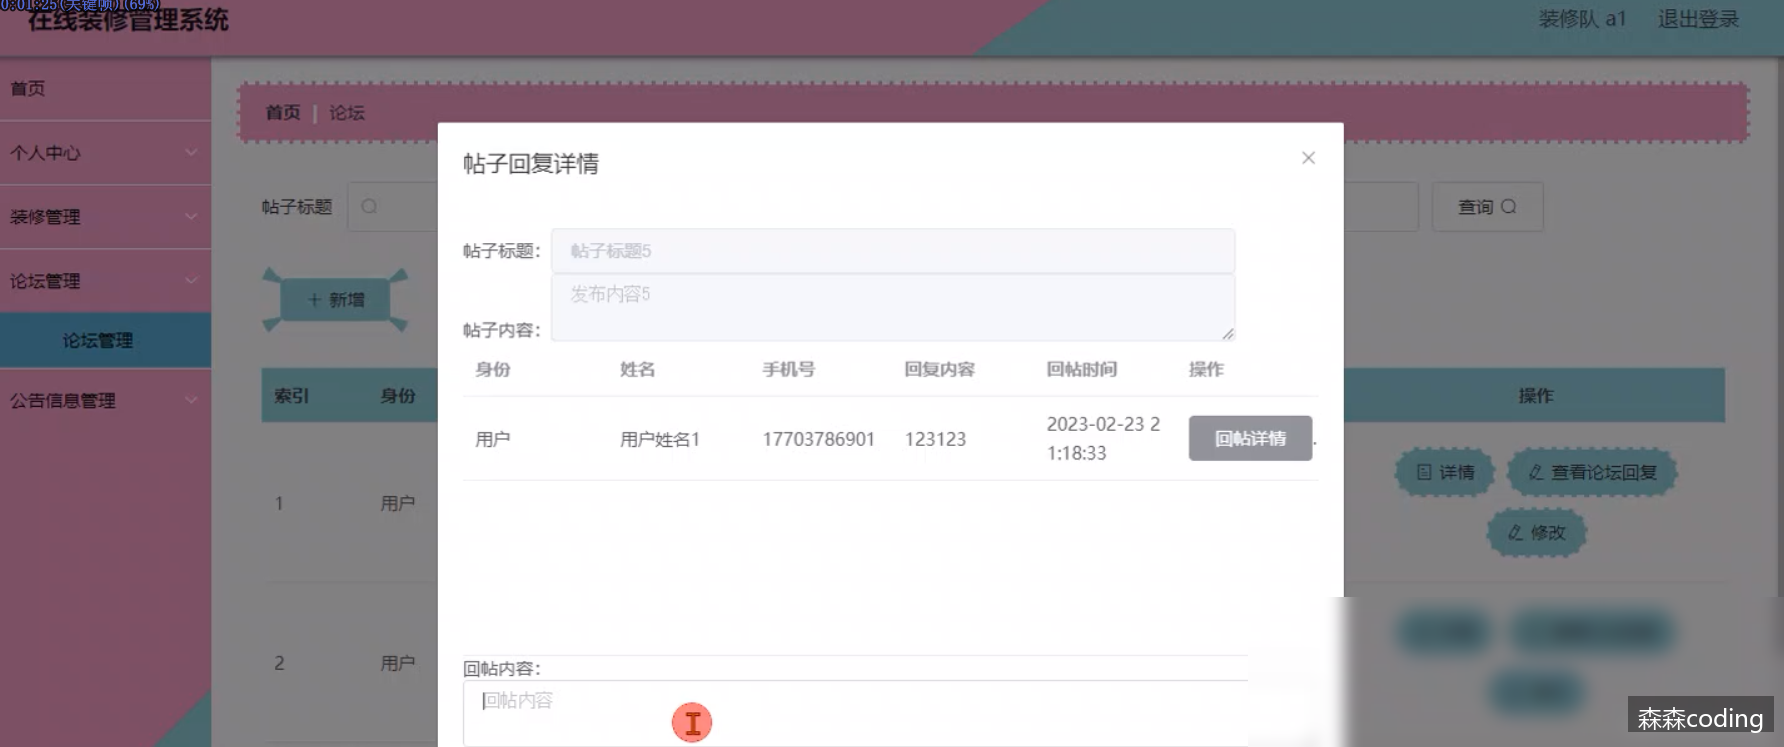 0:01:25(关键帧)(69%)
在线装修管理系统
装修队 a1 退出登录
首页
个人中心
装修管理
论坛管理
论坛管理
公告信息管理
首页 | 论坛
帖子标题
查询
+ 新增
索引 身份 操作
1 用户
详情 查看论坛回复
修改
2 用户
帖子回复详情
帖子标题: 帖子标题5
帖子内容: 发布内容5
身份 姓名 手机号 回复内容 回帖时间 操作
用户 用户姓名1 17703786901 123123 2023-02-23 2
1:18:33 回帖详情
回帖内容:
回帖内容
森森coding